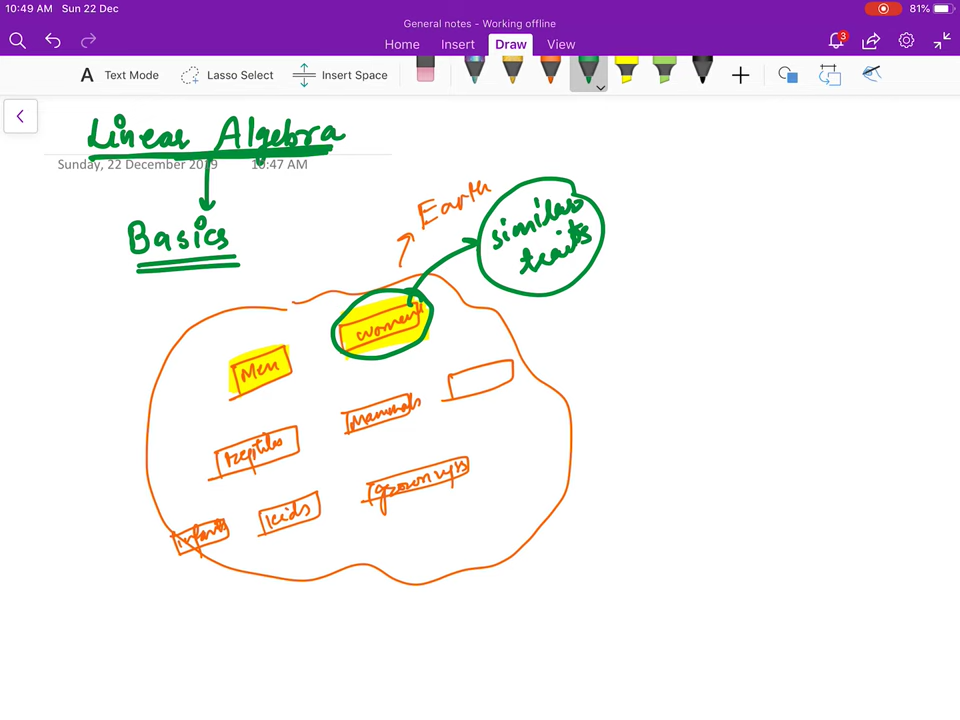 10:49 AM Sun 22 Dec
81%
General notes - Working offline
Home Insert Draw View
3
Text Mode Lasso Select Insert Space
Linear Algebra
Sunday, 22 December 2019 10:47 AM
Basics
Earth
similar
traits
women
Men
Mammals
reptiles
grown ups
kids
infants